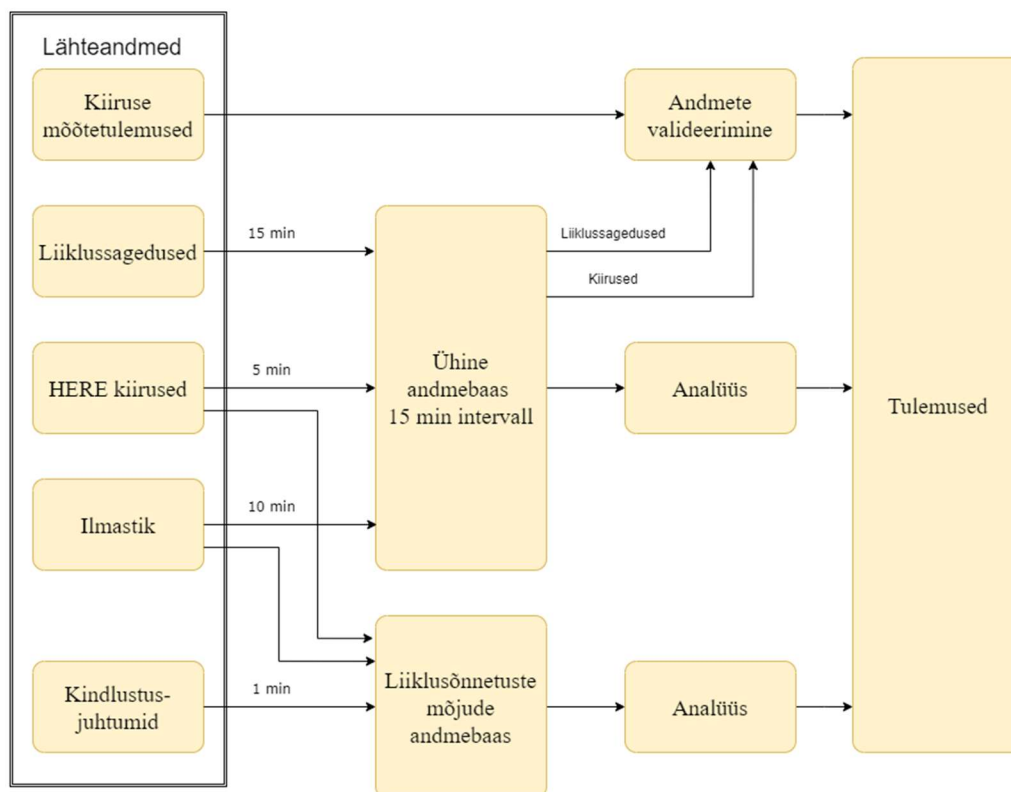 Lähteandmed
Kiiruse
mõõtetulemused
Andmete
valideerimine
Liiklussagedused
15 min
Liiklussagedused
Kiirused
HERE kiirused
5 min
Ühine
andmebaas
15 min intervall
Analüüs
Tulemused
Ilmastik
10 min
Kindlustus-
juhtumid
1 min
Liiklusõnnetuste
mõjude
andmebaas
Analüüs